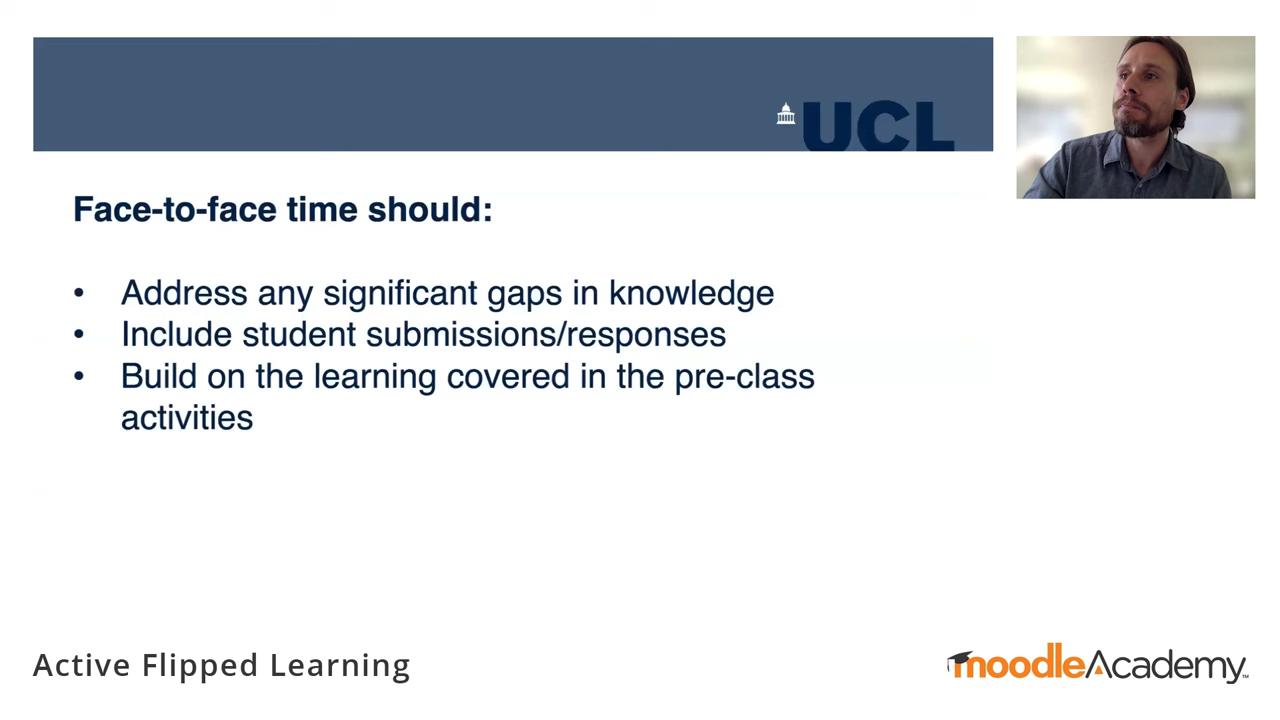 UCL
Face-to-face time should:
• Address any significant gaps in knowledge
• Include student submissions/responses
• Build on the learning covered in the pre-class
activities
Active Flipped Learning
moodleAcademy™